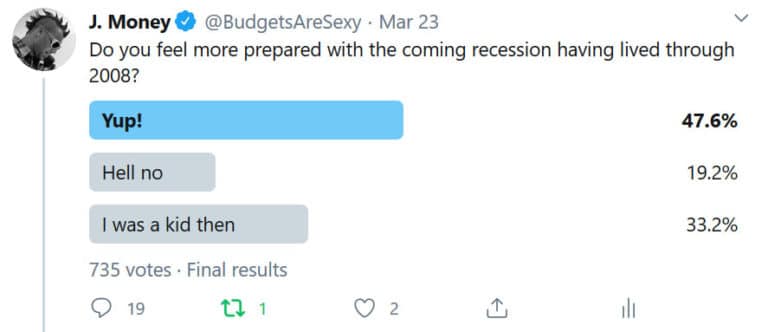 J. Money @BudgetsAreSexy · Mar 23
Do you feel more prepared with the coming recession having lived through
2008?
Yup! 47.6%
Hell no 19.2%
I was a kid then 33.2%
735 votes · Final results
19 1 2